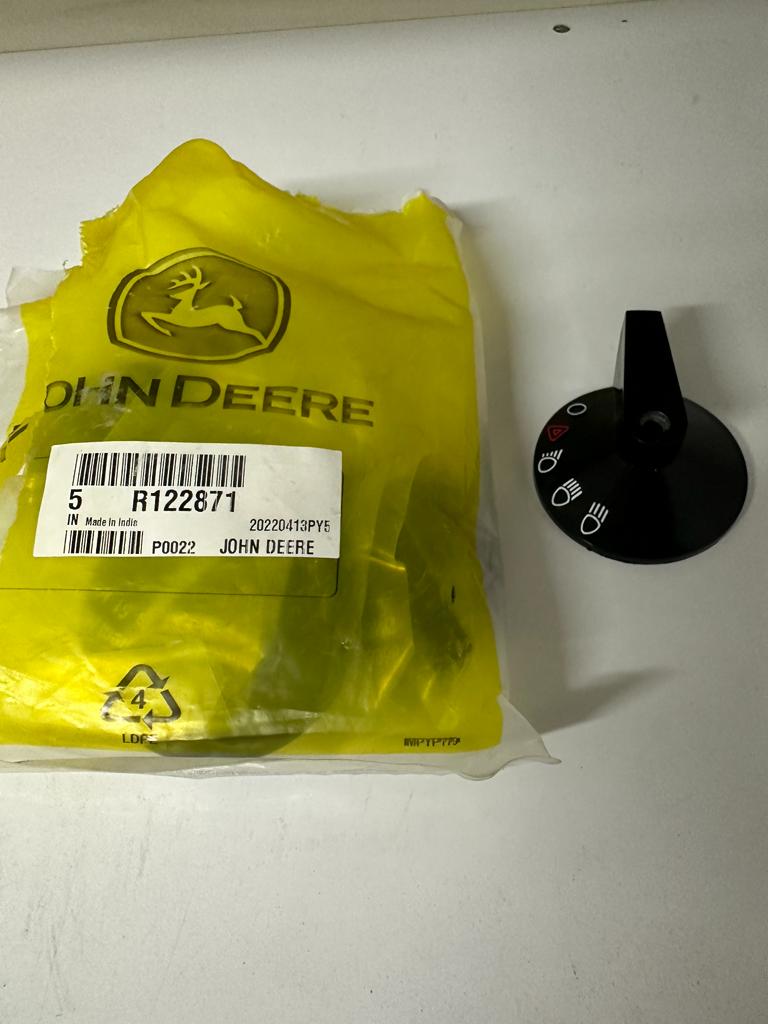 JOHN DEERE
5 R122871
IN Made in India 20220413PY5
P0022 JOHN DEERE
4
LDPE